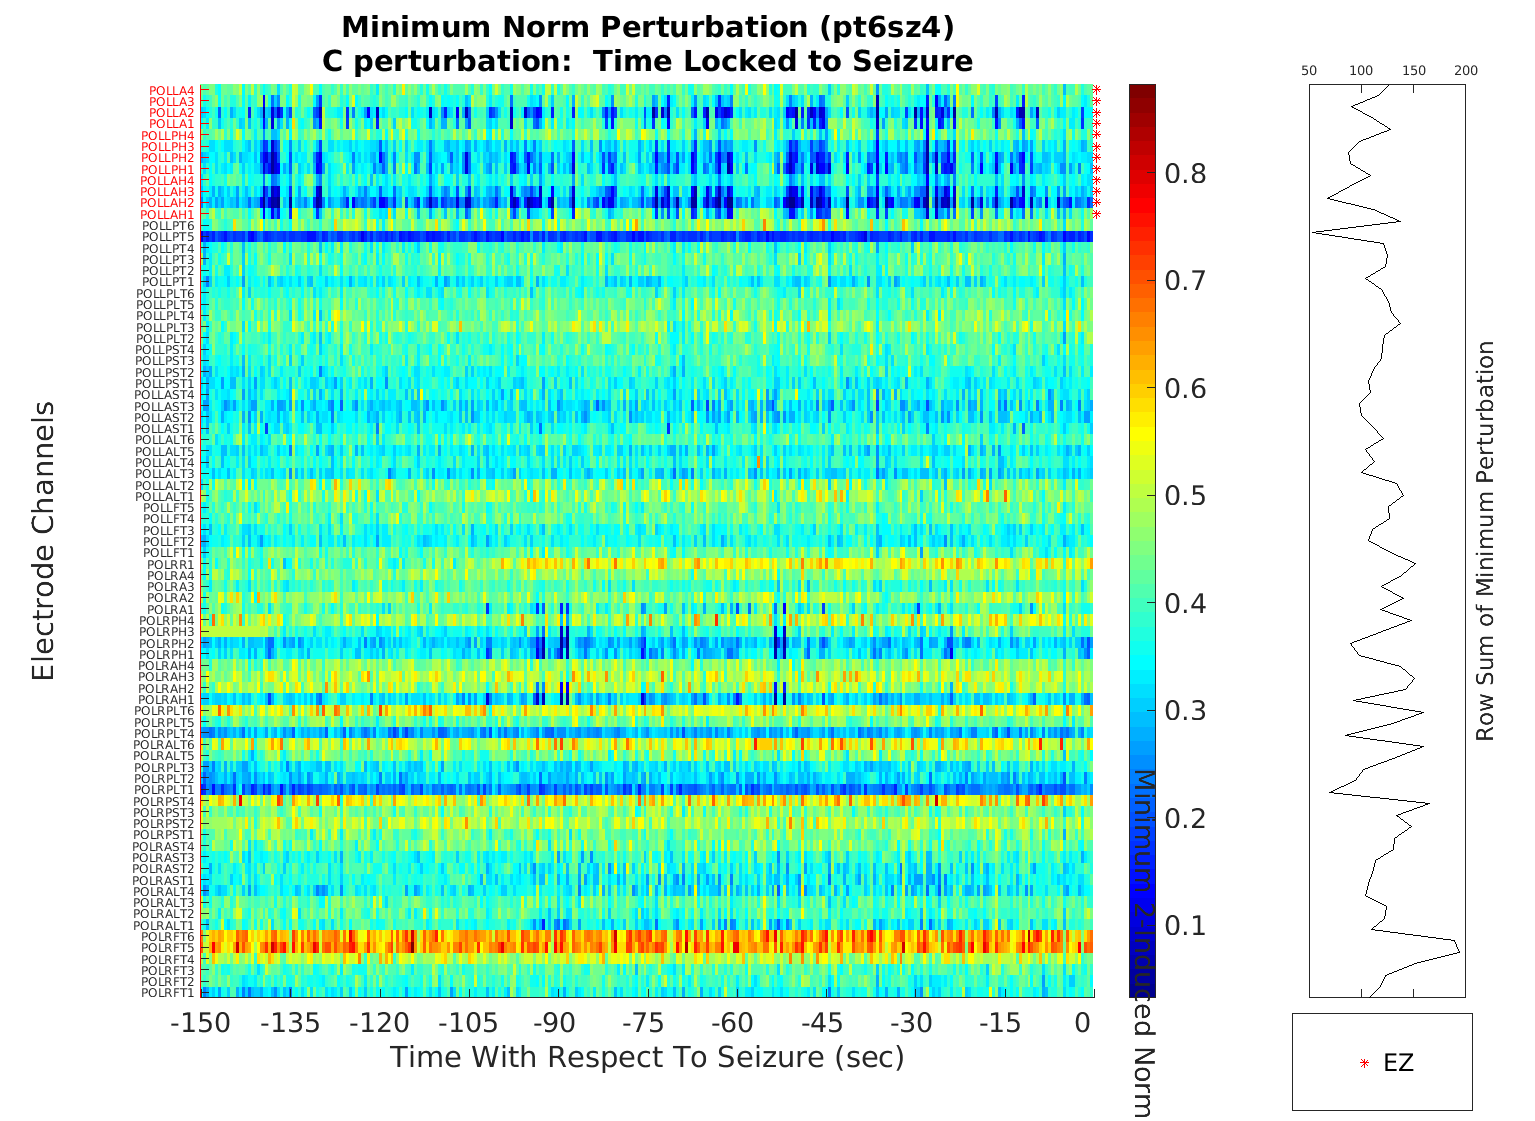 Minimum Norm Perturbation (pt6sz4)
C perturbation: Time Locked to Seizure
Electrode Channels
POLLA4
POLLA3
POLLA2
POLLA1
POLLPH4
POLLPH3
POLLPH2
POLLPH1
POLLAH4
POLLAH3
POLLAH2
POLLAH1
POLLPT6
POLLPT5
POLLPT4
POLLPT3
POLLPT2
POLLPT1
POLLPLT6
POLLPLT5
POLLPLT4
POLLPLT3
POLLPLT2
POLLPST4
POLLPST3
POLLPST2
POLLPST1
POLLAST4
POLLAST3
POLLAST2
POLLAST1
POLLALT6
POLLALT5
POLLALT4
POLLALT3
POLLALT2
POLLALT1
POLLFT5
POLLFT4
POLLFT3
POLLFT2
POLLFT1
POLRR1
POLRA4
POLRA3
POLRA2
POLRA1
POLRPH4
POLRPH3
POLRPH2
POLRPH1
POLRAH4
POLRAH3
POLRAH2
POLRAH1
POLRPLT6
POLRPLT5
POLRPLT4
POLRALT6
POLRALT5
POLRPLT3
POLRPLT2
POLRPLT1
POLRPST4
POLRPST3
POLRPST2
POLRPST1
POLRAST4
POLRAST3
POLRAST2
POLRAST1
POLRALT4
POLRALT3
POLRALT2
POLRALT1
POLRFT6
POLRFT5
POLRFT4
POLRFT3
POLRFT2
POLRFT1
-150 -135 -120 -105 -90 -75 -60 -45 -30 -15 0
Time With Respect To Seizure (sec)
0.8
0.7
0.6
0.5
0.4
0.3
0.2
0.1
Minimum 2-Induced Norm
50 100 150 200
Row Sum of Minimum Perturbation
EZ